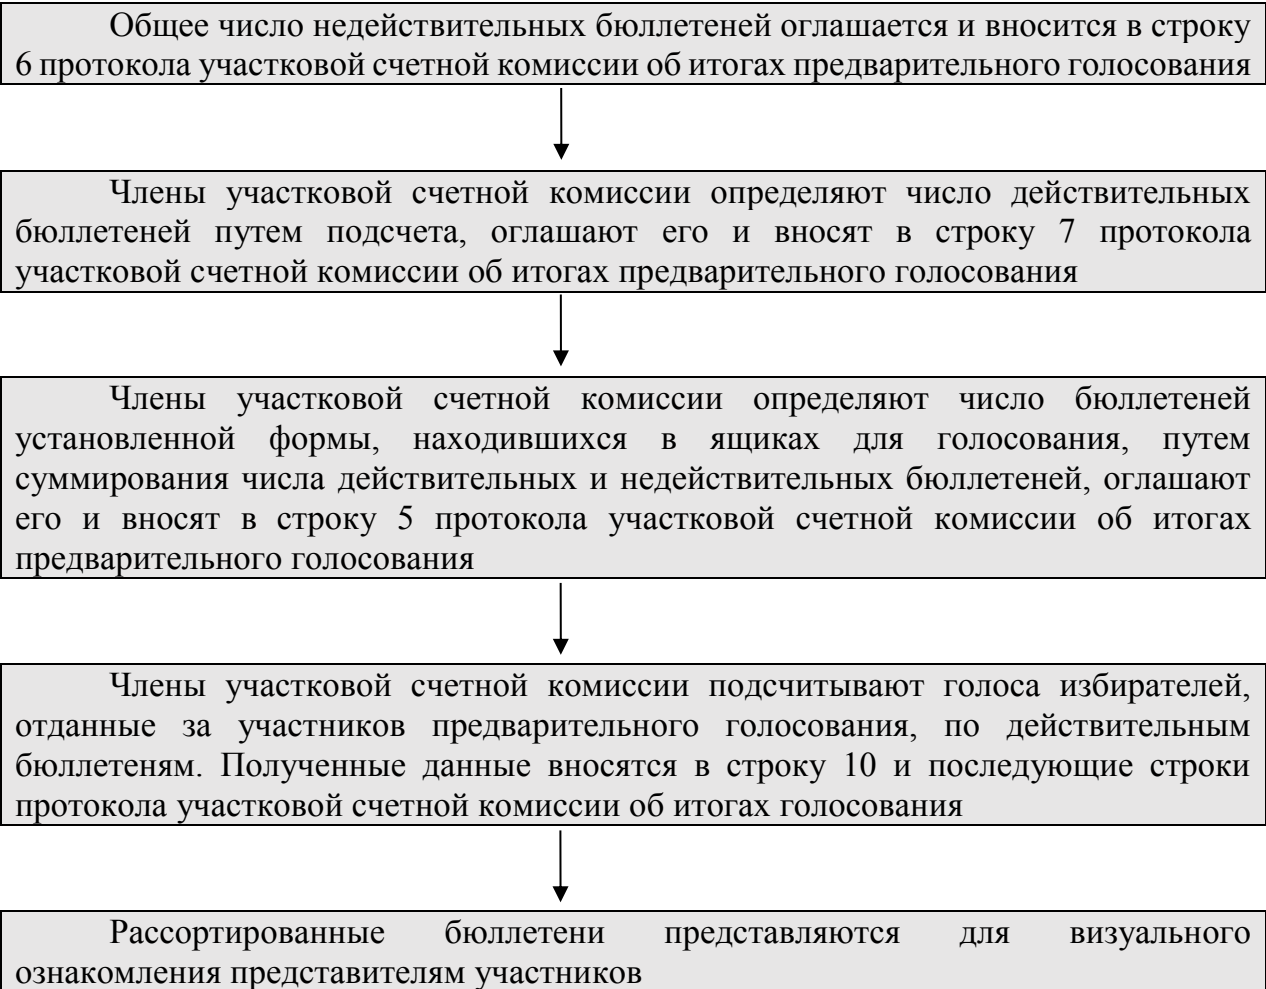 Общее число недействительных бюллетеней оглашается и вносится в строку
6 протокола участковой счетной комиссии об итогах предварительного голосования
Члены участковой счетной комиссии определяют число действительных
бюллетеней путем подсчета, оглашают его и вносят в строку 7 протокола
участковой счетной комиссии об итогах предварительного голосования
Члены участковой счетной комиссии определяют число бюллетеней
установленной формы, находившихся в ящиках для голосования, путем
суммирования числа действительных и недействительных бюллетеней, оглашают
его и вносят в строку 5 протокола участковой счетной комиссии об итогах
предварительного голосования
Члены участковой счетной комиссии подсчитывают голоса избирателей,
отданные за участников предварительного голосования, по действительным
бюллетеням. Полученные данные вносятся в строку 10 и последующие строки
протокола участковой счетной комиссии об итогах голосования
Рассортированные бюллетени представляются для визуального
ознакомления представителям участников